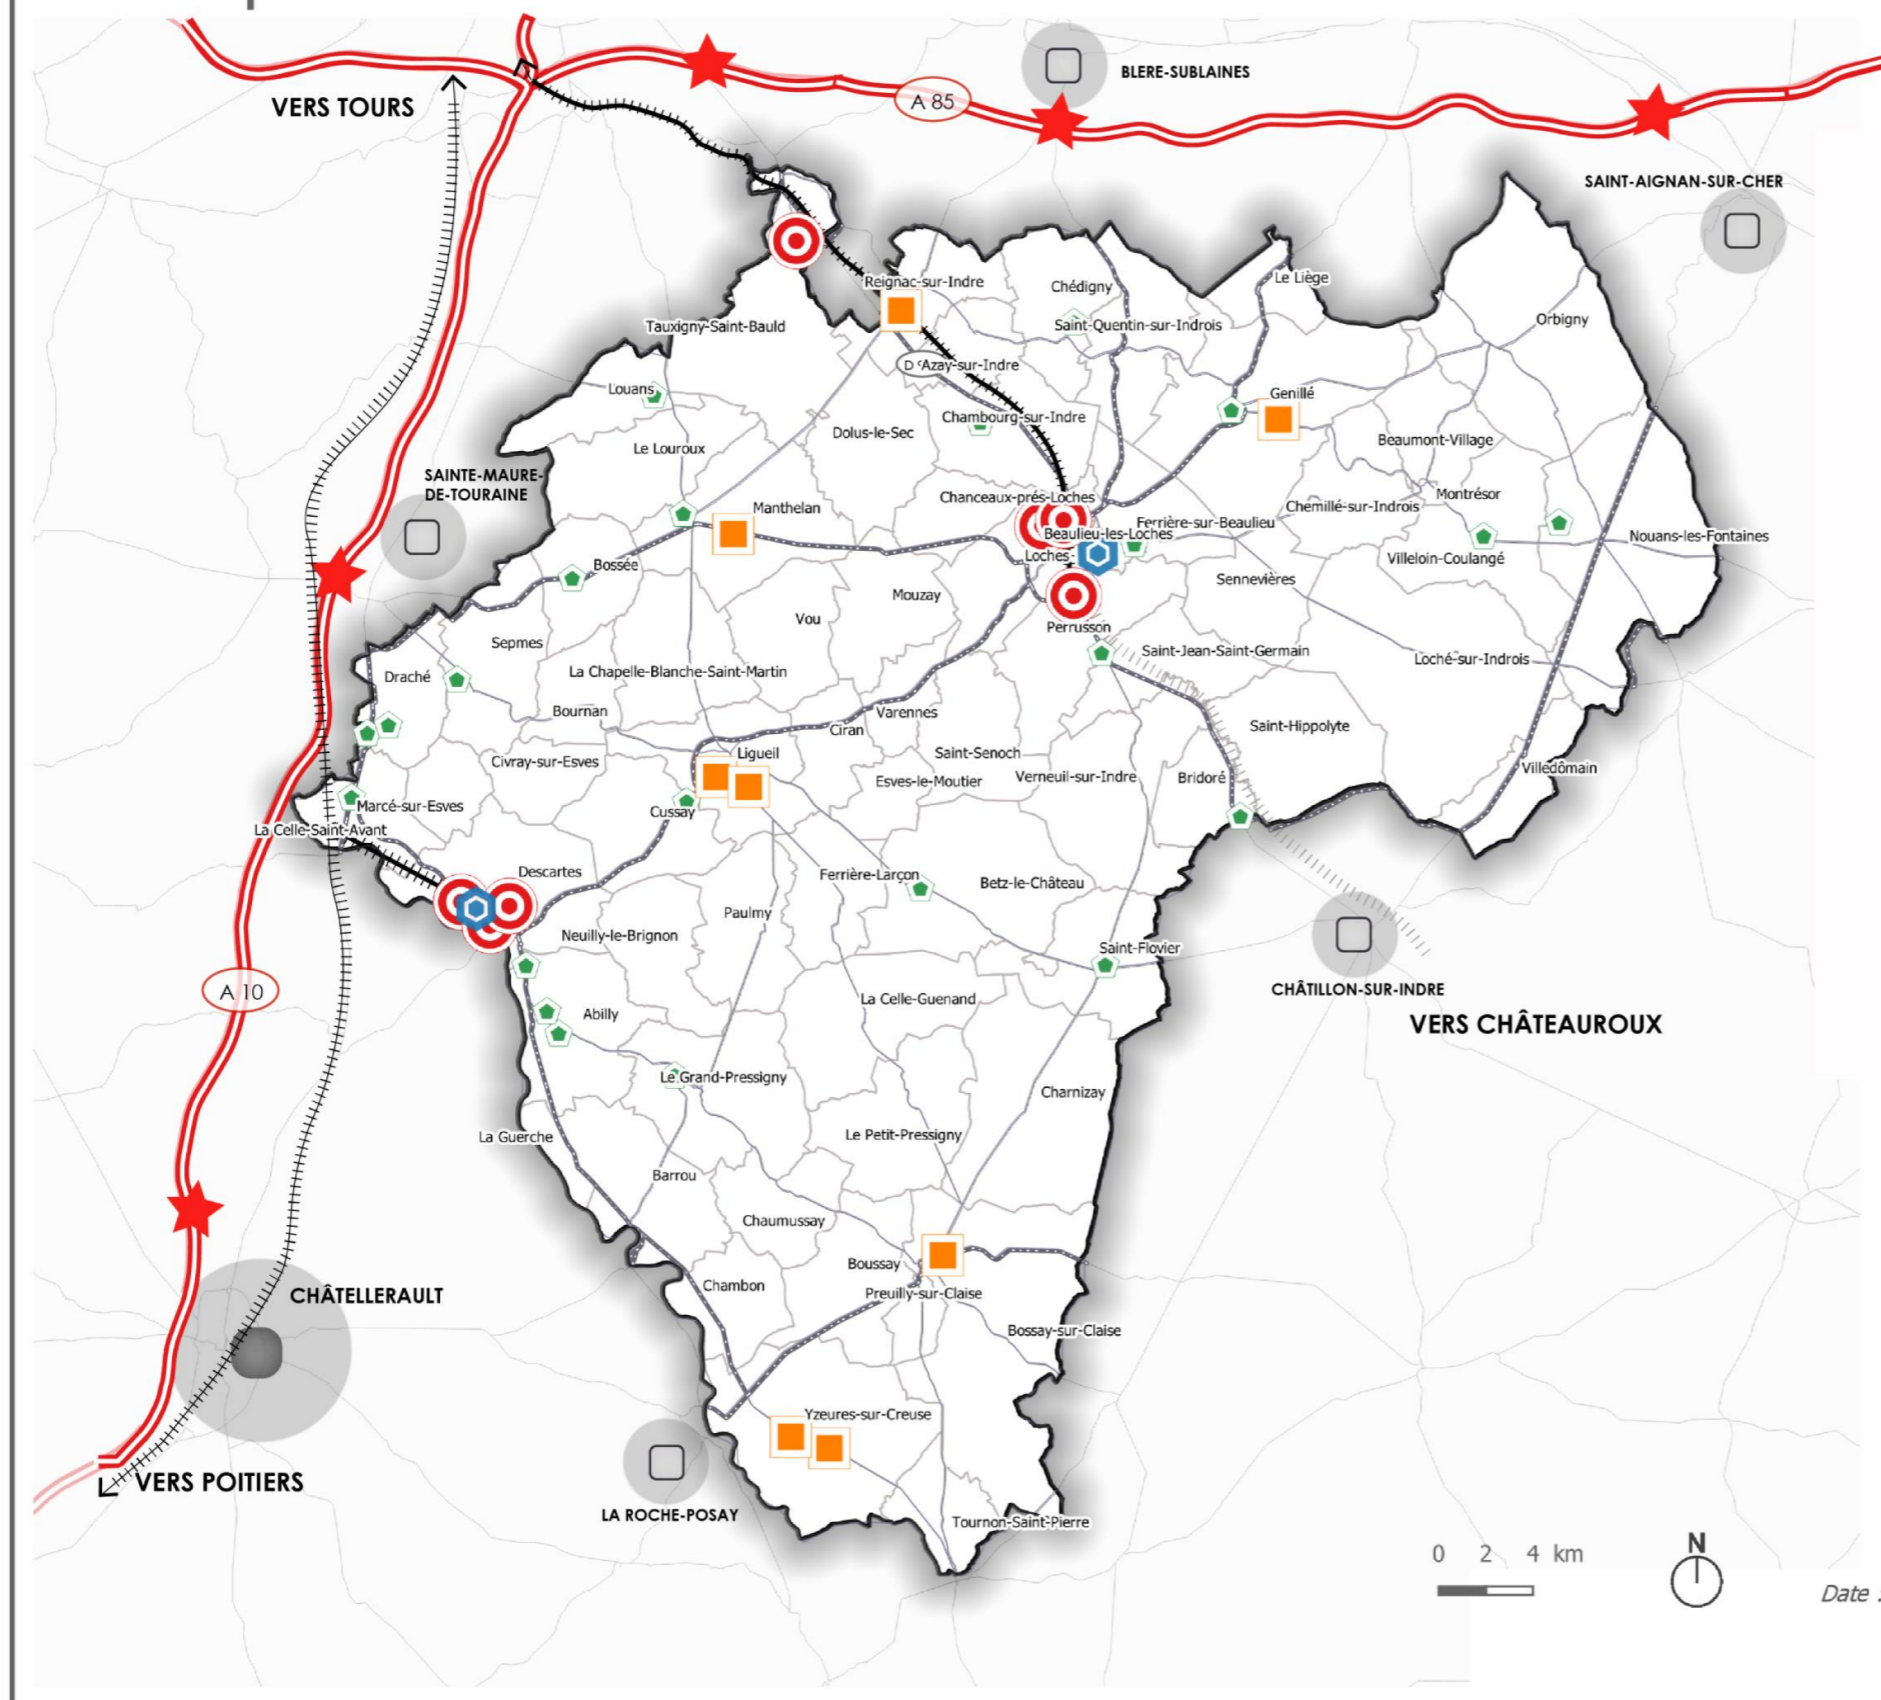 BLERE-SUBLAINES
A 85
VERS TOURS
SAINT-AIGNAN-SUR-CHER
Reignac-sur-Indre
Le Liège
Chédigny
Tauxigny-Saint-Bauld
Saint-Quentin-sur-Indrois
Orbigny
D
Azay-sur-Indre
Louans
Genillé
Chambourg-sur-Indre
Dolus-le-Sec
Beaumont-Village
Le Louroux
SAINTE-MAURE-
DE-TOURAINE
Chanceaux-prés-Loches
Montrésor
Manthelan
Chemillé-sur-Indrois
Ferrière-sur-Beaulieu
Beaulieu-les-Loches
Nouans-les-Fontaines
Loches
Villeloin-Coulangé
Bossée
Sennevières
Mouzay
Vou
Perrusson
Sepmes
Saint-Jean-Saint-Germain
Loché-sur-Indrois
La Chapelle-Blanche-Saint-Martin
Draché
Bournan
Varennes
Saint-Hippolyte
Ciran
Ligueil
Saint-Senoch
Civray-sur-Esves
Villedômain
Verneuil-sur-Indre
Bridoré
Esves-le-Moutier
Marcé-sur-Esves
Cussay
La Celle-Saint-Avant
Descartes
Ferrière-Larçon
Betz-le-Château
Paulmy
Neuilly-le-Brignon
Saint-Flovier
A 10
CHÂTILLON-SUR-INDRE
La Celle-Guenand
Abilly
VERS CHÂTEAUROUX
Le Grand-Pressigny
Charnizay
La Guerche
Le Petit-Pressigny
Barrou
Chaumussay
Boussay
Chambon
Preuilly-sur-Claise
CHÂTELLERAULT
Bossay-sur-Claise
Yzeures-sur-Creuse
VERS POITIERS
LA ROCHE-POSAY
Tournon-Saint-Pierre
0 2 4 km
N
Date :